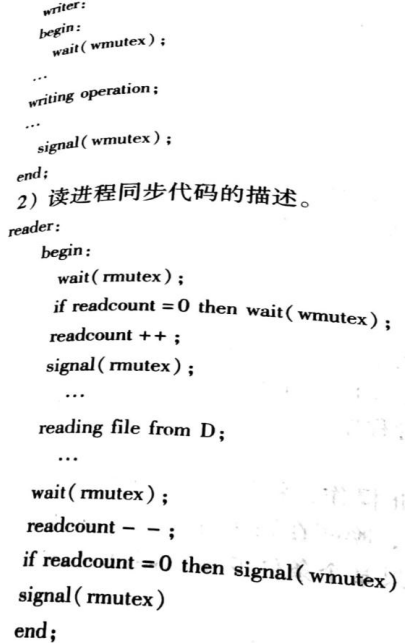 writer:
begin:
wait(wmutex);
...
writing operation;
...
signal(wmutex);
end;
2) 读进程同步代码的描述。
reader:
begin:
wait(rmutex);
if readcount =0 then wait(wmutex);
readcount ++;
signal(rmutex);
...
reading file from D;
...
wait(rmutex);
readcount − −;
if readcount =0 then signal(wmutex)
signal(rmutex)
end;